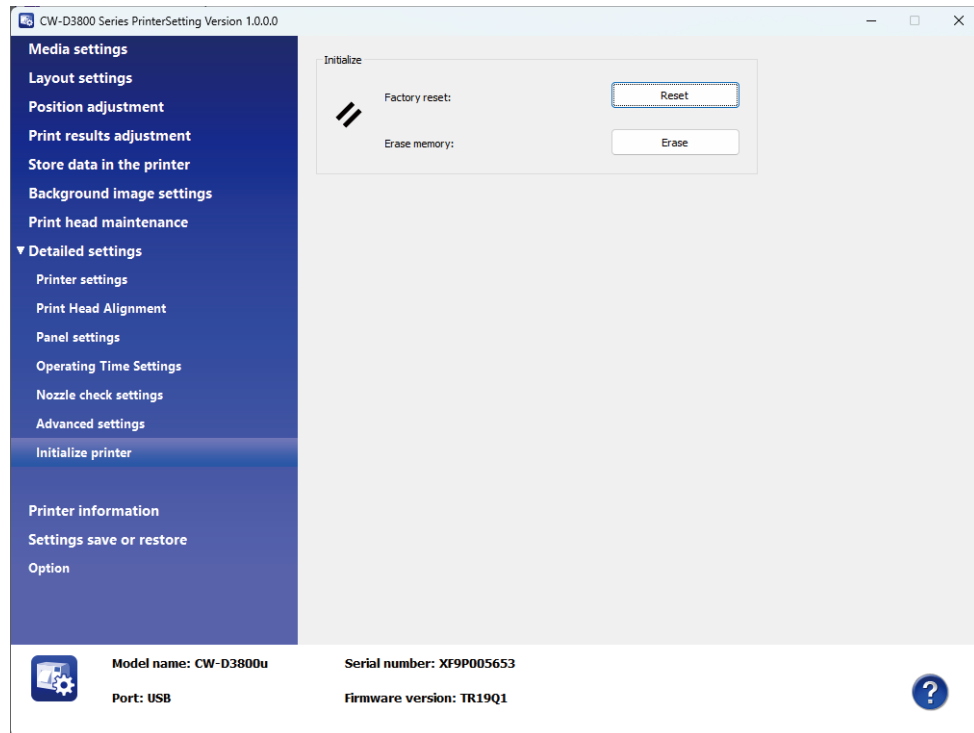 CW-D3800 Series PrinterSetting Version 1.0.0.0
Media settings
Layout settings
Position adjustment
Print results adjustment
Store data in the printer
Background image settings
Print head maintenance
Detailed settings
Printer settings
Print Head Alignment
Panel settings
Operating Time Settings
Nozzle check settings
Advanced settings
Initialize printer
Printer information
Settings save or restore
Option
Initialize
Factory reset: Reset
Erase memory: Erase
Model name: CW-D3800u Serial number: XF9P005653
Port: USB Firmware version: TR19Q1
?